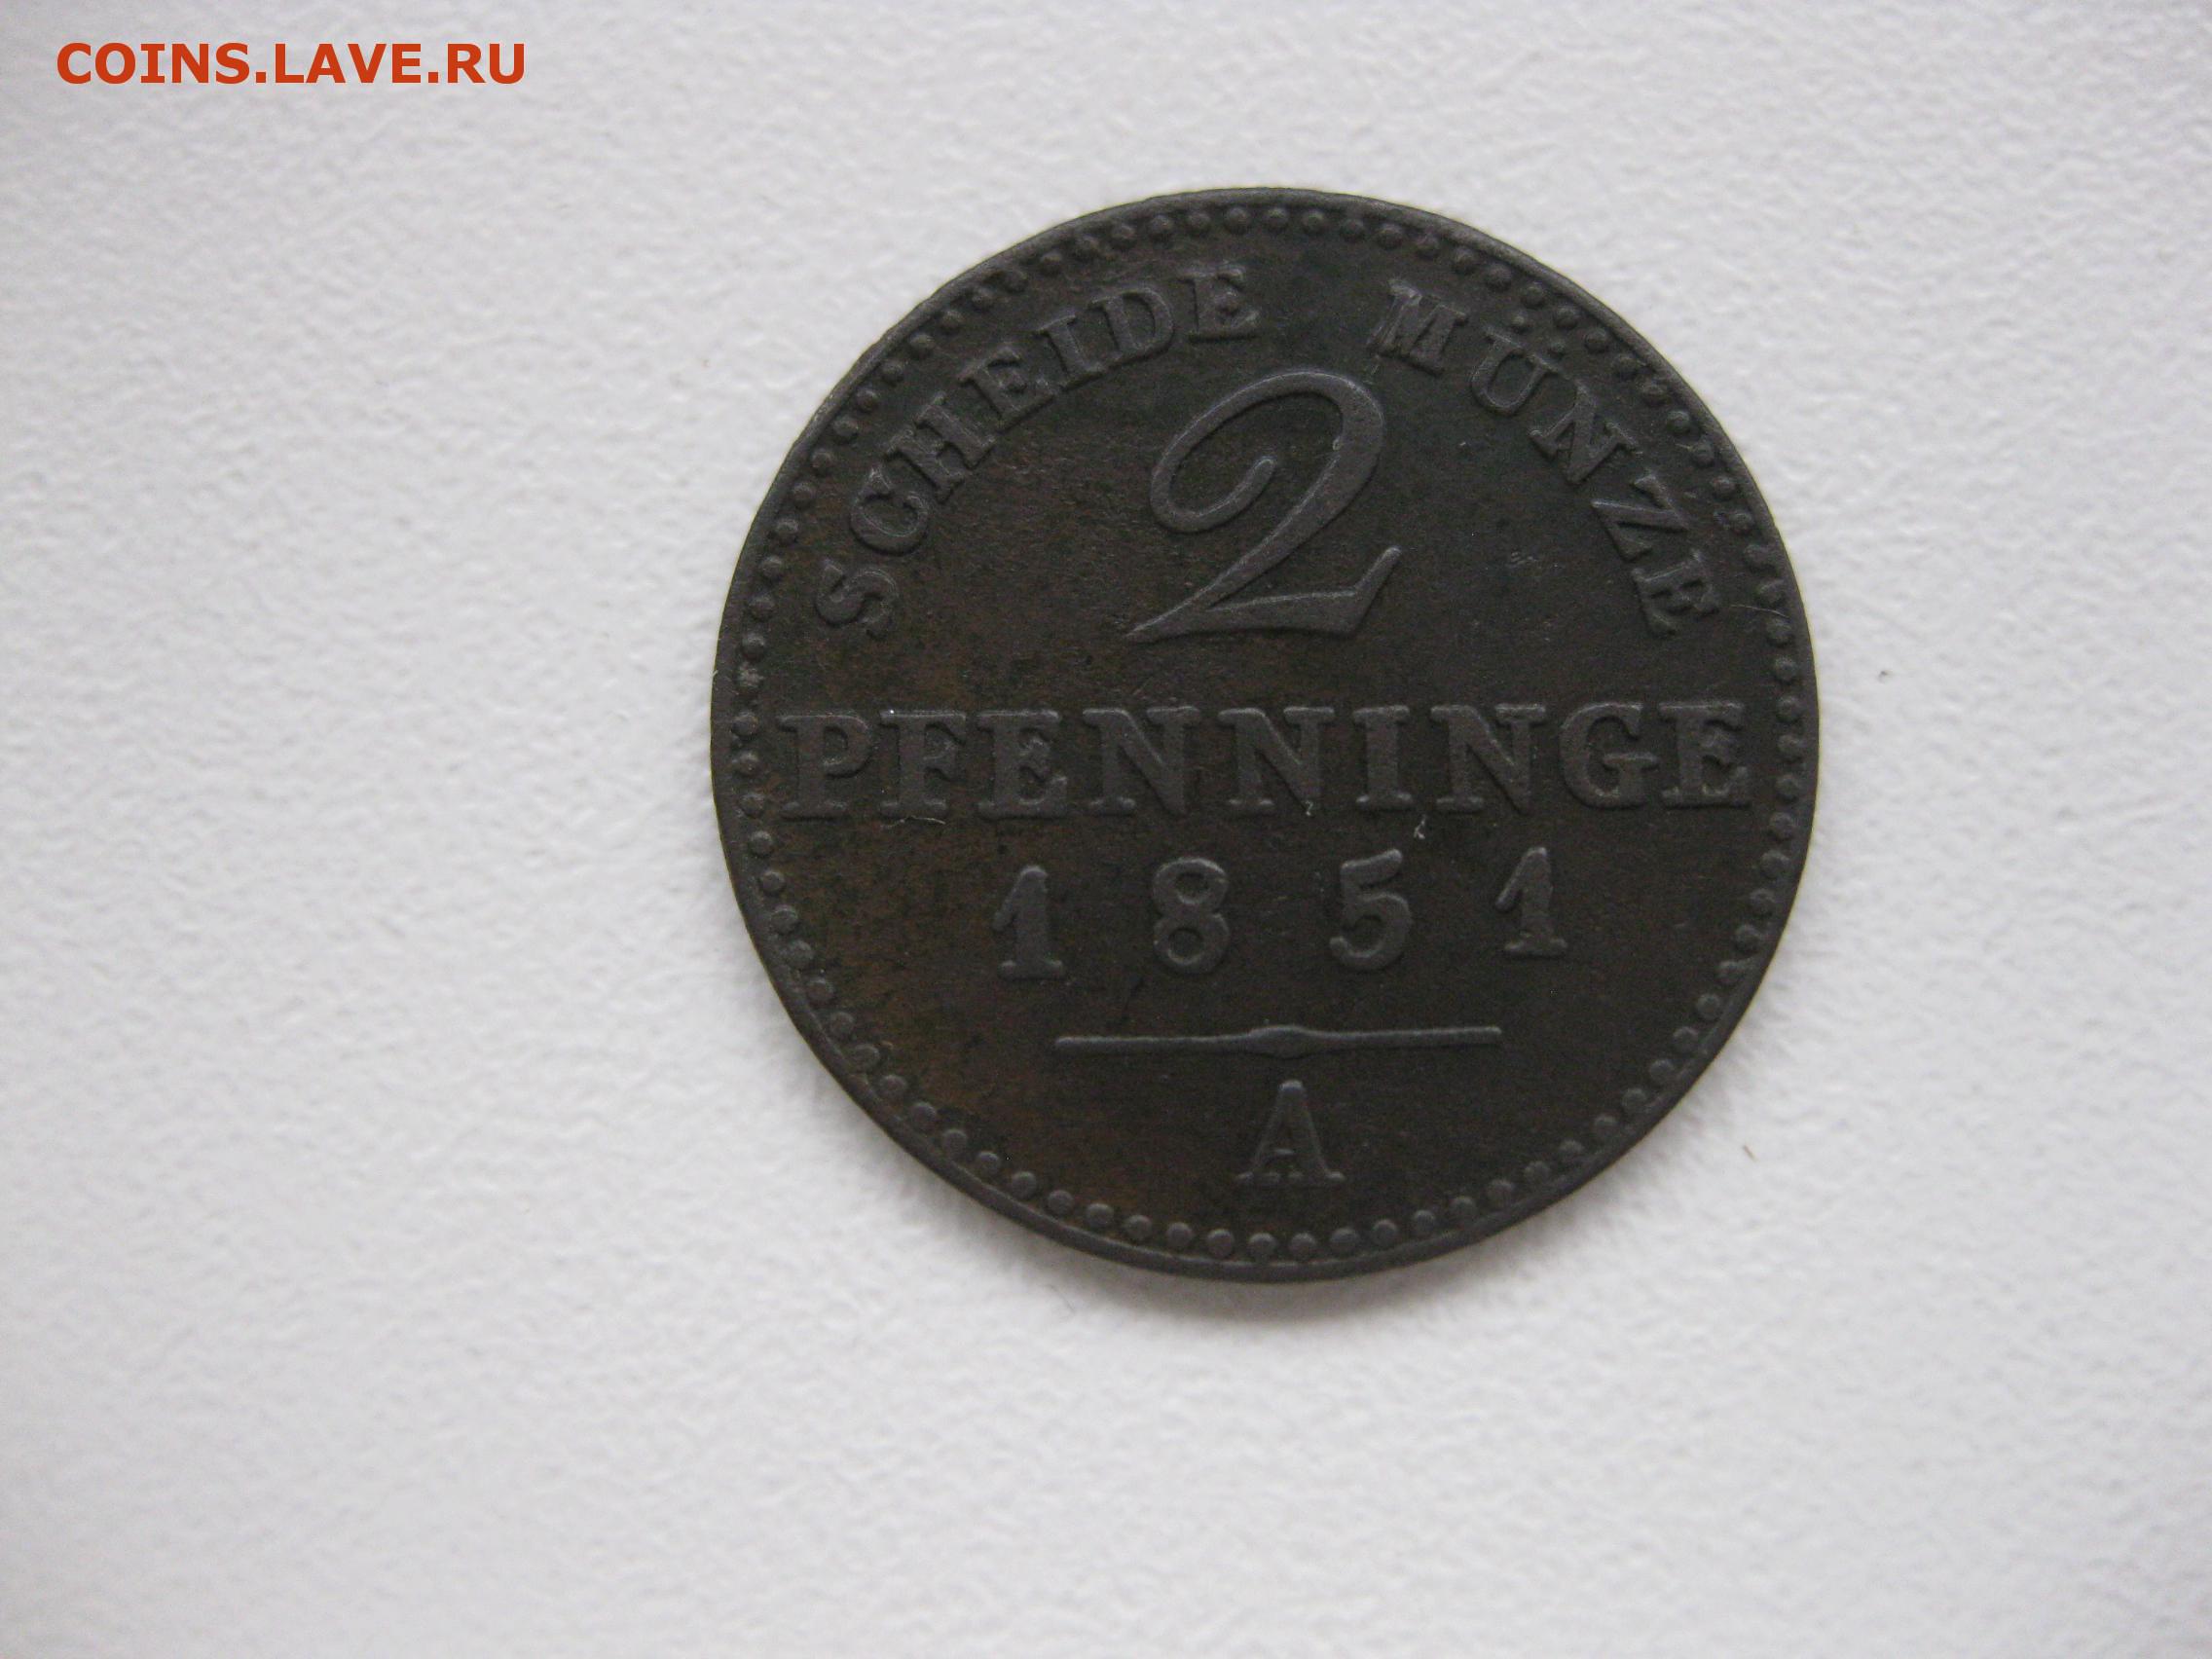 COINS.LAVE.RU
SCHEIDE MÜNZE
2
PFENNINGE
1851
A